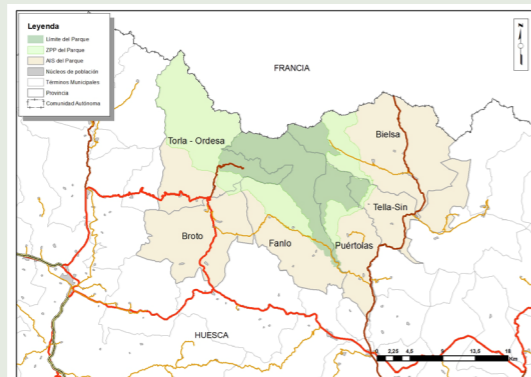 Leyenda
Límite del Parque
ZPP del Parque
AIS del Parque
Núcleos de población
Términos Municipales
Provincia
Comunidad Autónoma
N
FRANCIA
Torla - Ordesa
Bielsa
Tella-Sin
Broto
Fanlo
Puértolas
HUESCA
0 2,25 4,5 9 13,5 18
Km